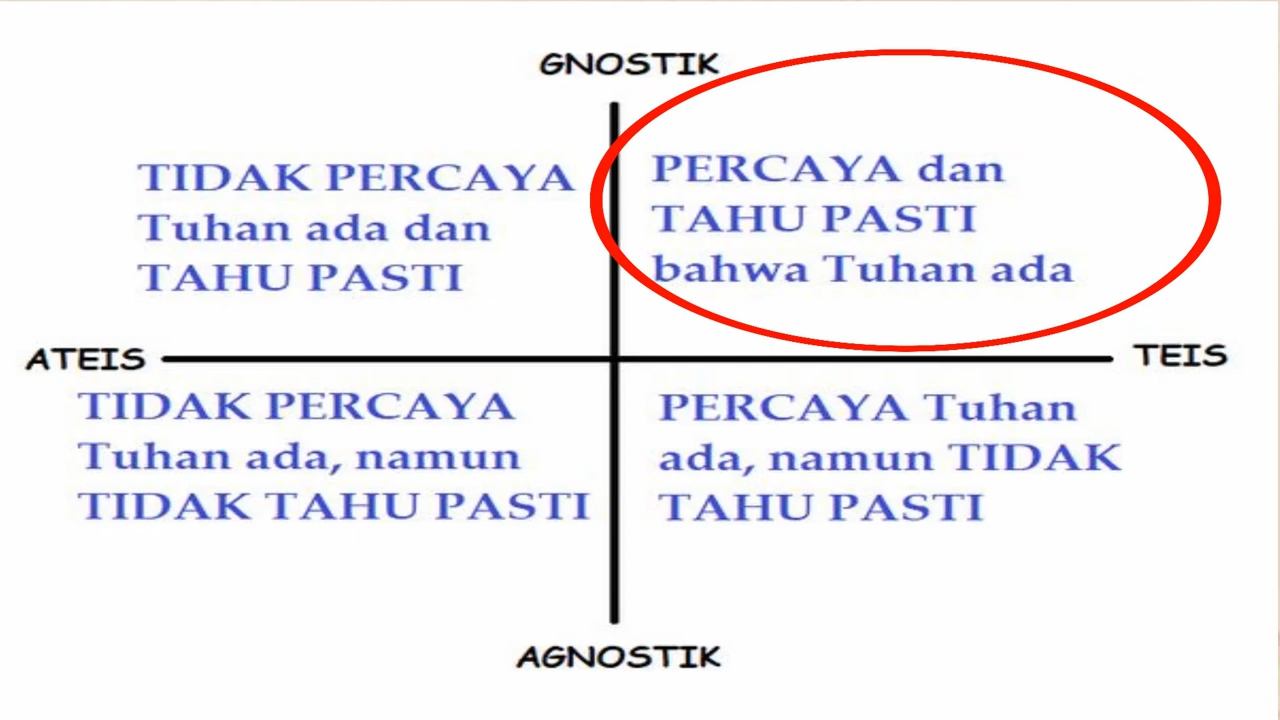 GNOSTIK
TIDAK PERCAYA
Tuhan ada dan
TAHU PASTI
PERCAYA dan
TAHU PASTI
bahwa Tuhan ada
ATEIS
TEIS
TIDAK PERCAYA
Tuhan ada, namun
TIDAK TAHU PASTI
PERCAYA Tuhan
ada, namun TIDAK
TAHU PASTI
AGNOSTIK